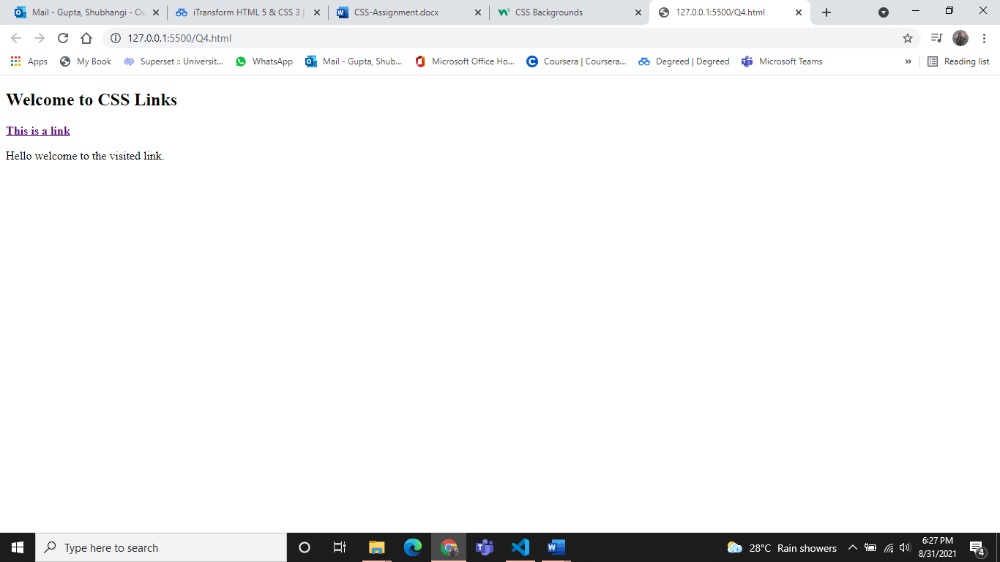 Mail - Gupta, Shubhangi - Ou
iTransform HTML 5 & CSS 3 |
CSS-Assignment.docx
CSS Backgrounds
127.0.0.1:5500/Q4.html
127.0.0.1:5500/Q4.html
Apps
My Book
Superset :: Universit...
WhatsApp
Mail - Gupta, Shub...
Microsoft Office Ho...
Coursera | Coursera...
Degreed | Degreed
Microsoft Teams
»
Reading list
Welcome to CSS Links
This is a link
Hello welcome to the visited link.
Type here to search
28°C Rain showers
6:27 PM
8/31/2021
4